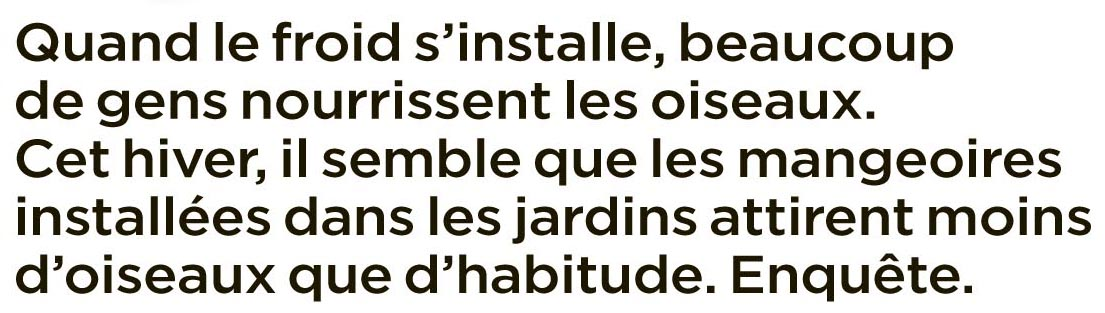 Quand le froid s’installe, beaucoup
de gens nourrissent les oiseaux.
Cet hiver, il semble que les mangeoires
installées dans les jardins attirent moins
d’oiseaux que d’habitude. Enquête.